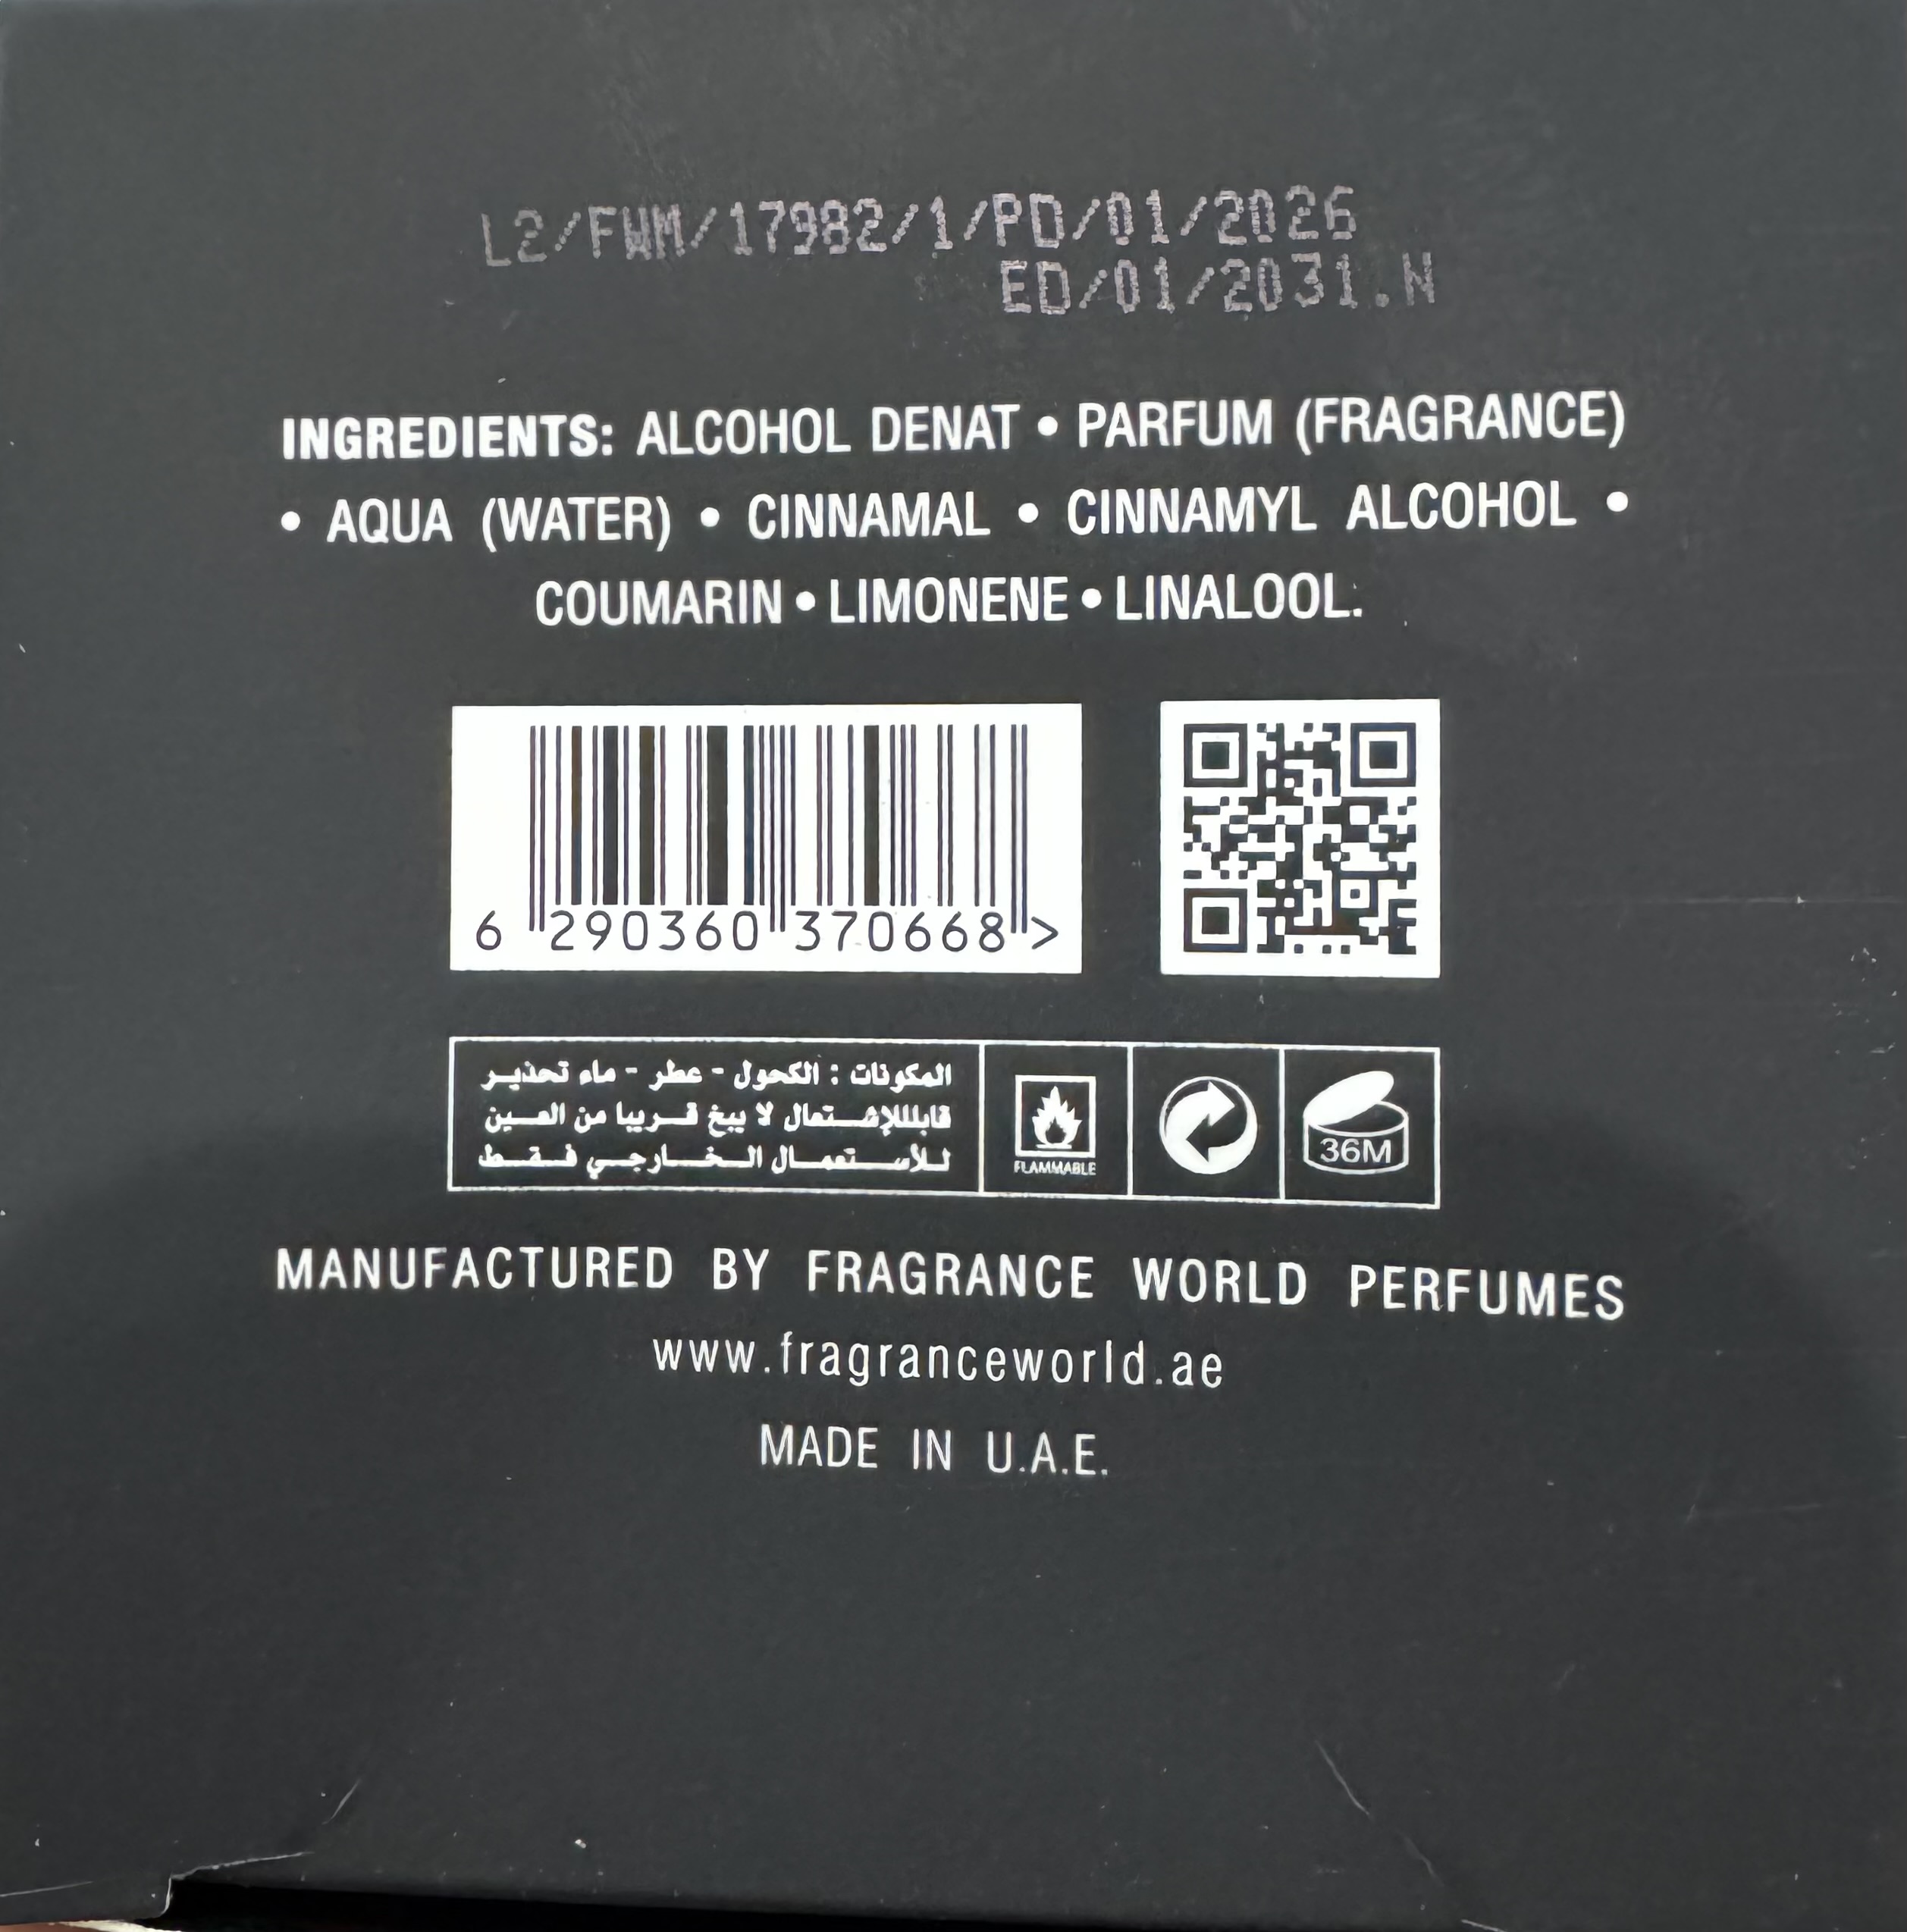 L2/FWM/17982/1/PD/01/2026
ED/01/2031.N
INGREDIENTS: ALCOHOL DENAT • PARFUM (FRAGRANCE)
• AQUA (WATER) • CINNAMAL • CINNAMYL ALCOHOL •
COUMARIN • LIMONENE • LINALOOL.
6 290360 370668 >
المكونات : الكحول - عطر - ماء تحذير
قابلللإشتعال لا يبخ قريبا من العين
للأستعمال الخارجي فقط
FLAMMABLE
36M
MANUFACTURED BY FRAGRANCE WORLD PERFUMES
www.fragranceworld.ae
MADE IN U.A.E.